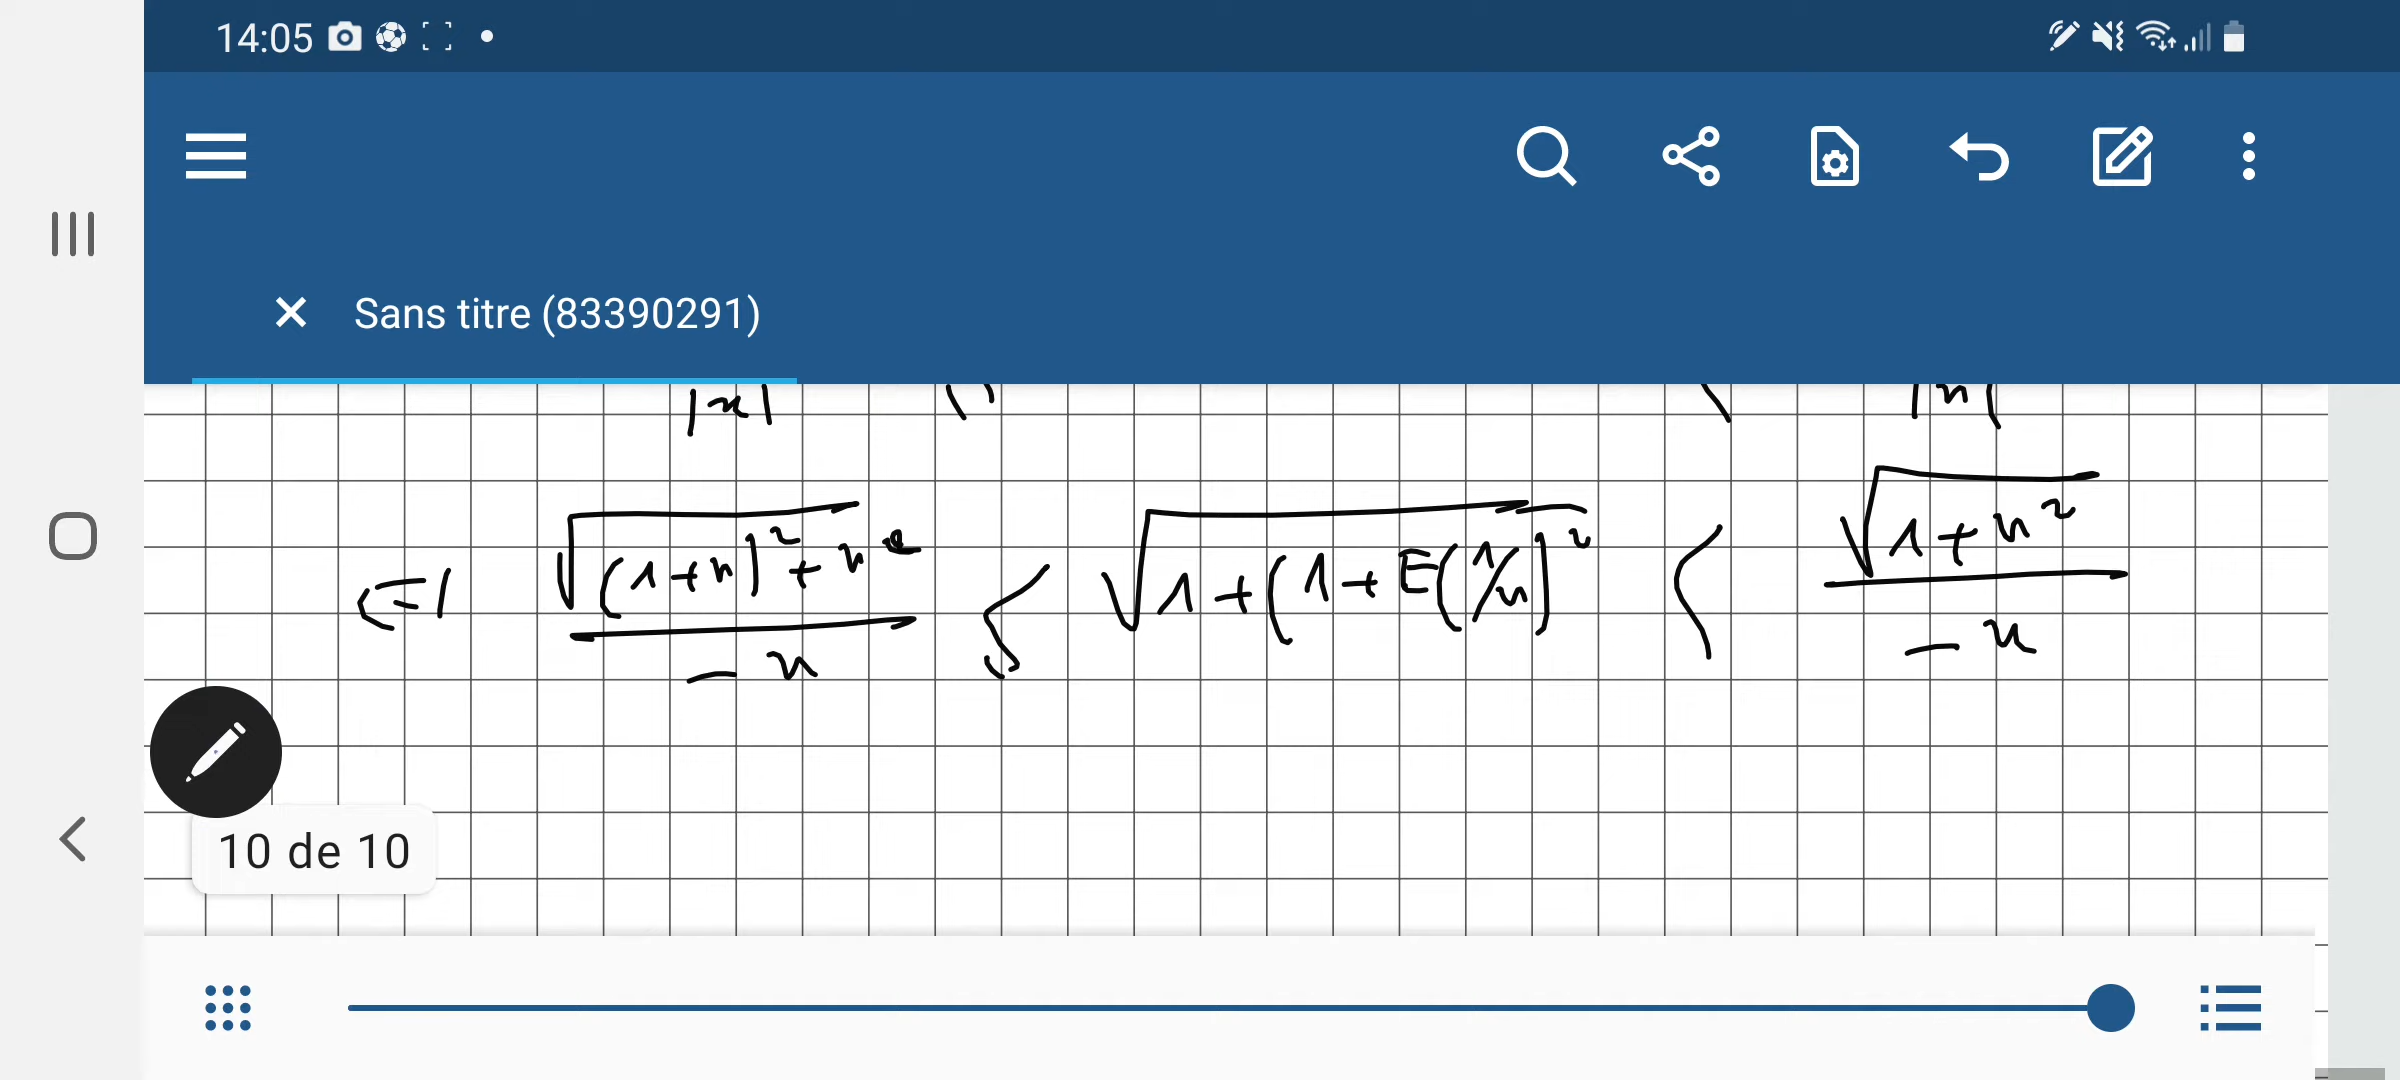 14:05
Sans titre (83390291)
|x| |x|
<=> √((1+x)²+x²) / -x < √(1+(1+E(1/x))²) < √(1+x²) / -x
10 de 10